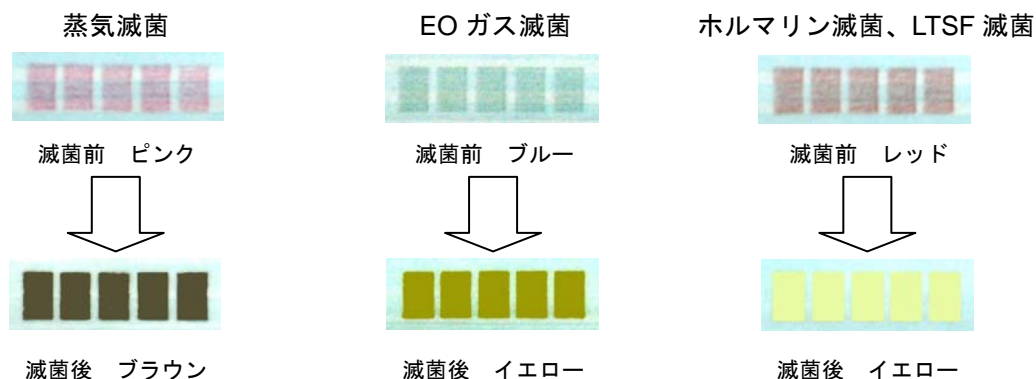 蒸気滅菌
EO ガス滅菌
ホルマリン滅菌、LTSF 滅菌
滅菌前 ピンク
滅菌前 ブルー
滅菌前 レッド
滅菌後 ブラウン
滅菌後 イエロー
滅菌後 イエロー